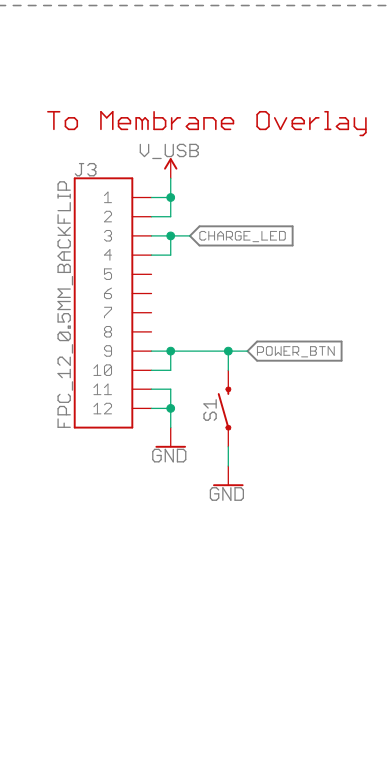 To Membrane Overlay
V_USB
J3
FPC_12_0.5MM_BACKFLIP
1
2
3
CHARGE_LED
4
5
6
7
8
9
POWER_BTN
10
11
12
S1
GND
GND